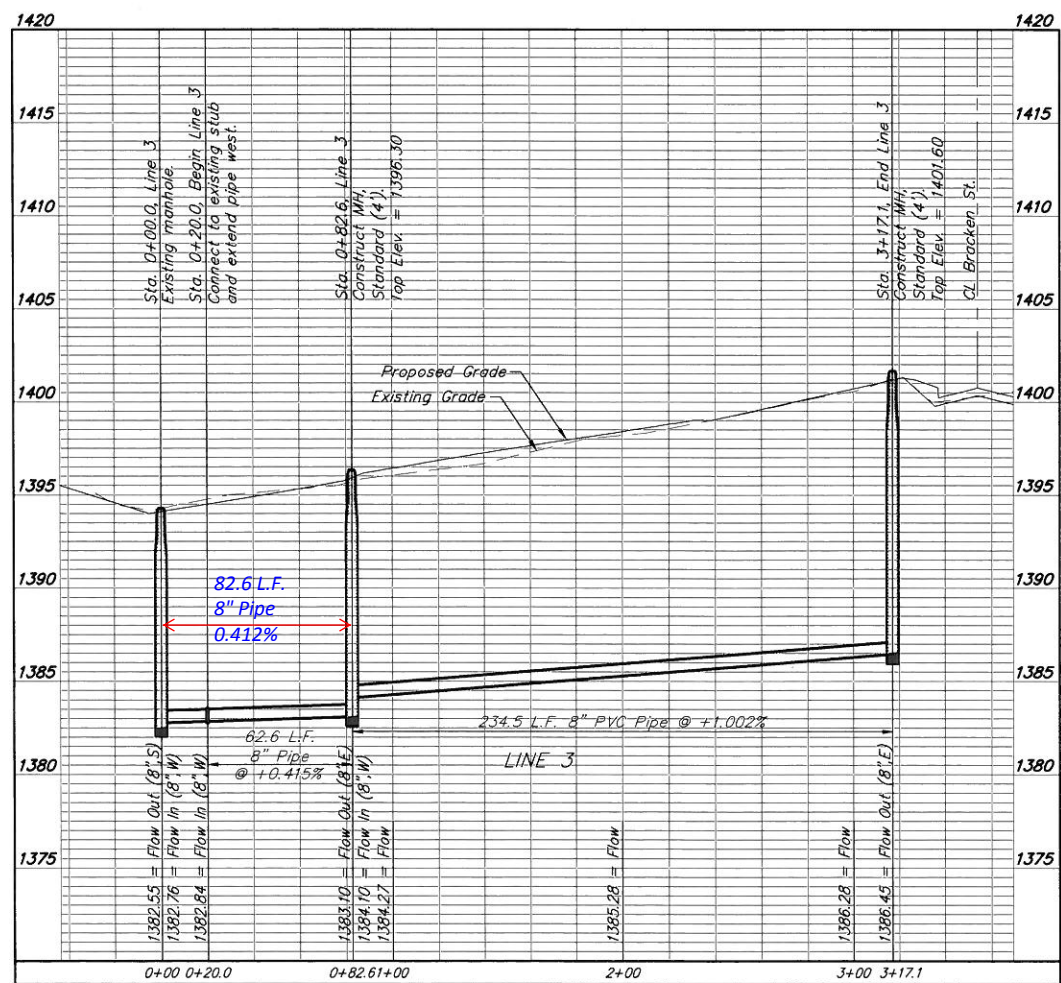 1420
1420
1415
1415
1410
1410
1405
1405
1400
1400
1395
1395
1390
1390
1385
1385
1380
1380
1375
1375
Sta. 0+00.0, Line 3
Existing manhole.
Sta. 0+20.0, Begin Line 3
Connect to existing stub
and extend pipe west.
Sta. 0+82.6, Line 3
Construct MH,
Standard (4').
Top Elev. = 1396.30
Sta. 3+17.1, End Line 3
Construct MH,
Standard (4').
Top Elev. = 1401.60
CL Bracken St.
Proposed Grade
Existing Grade
82.6 L.F.
8" Pipe
0.412%
62.6 L.F.
8" Pipe
@ +0.415%
234.5 L.F. 8" PVC Pipe @ +1.002%
LINE 3
1382.55 = Flow Out (8",S)
1382.76 = Flow In (8",W)
1382.84 = Flow In (8",W)
1383.10 = Flow Out (8",E)
1384.10 = Flow In (8",W)
1384.27 = Flow
1385.28 = Flow
1386.28 = Flow
1386.45 = Flow Out (8",E)
0+00 0+20.0 0+82.61+00 2+00 3+00 3+17.1